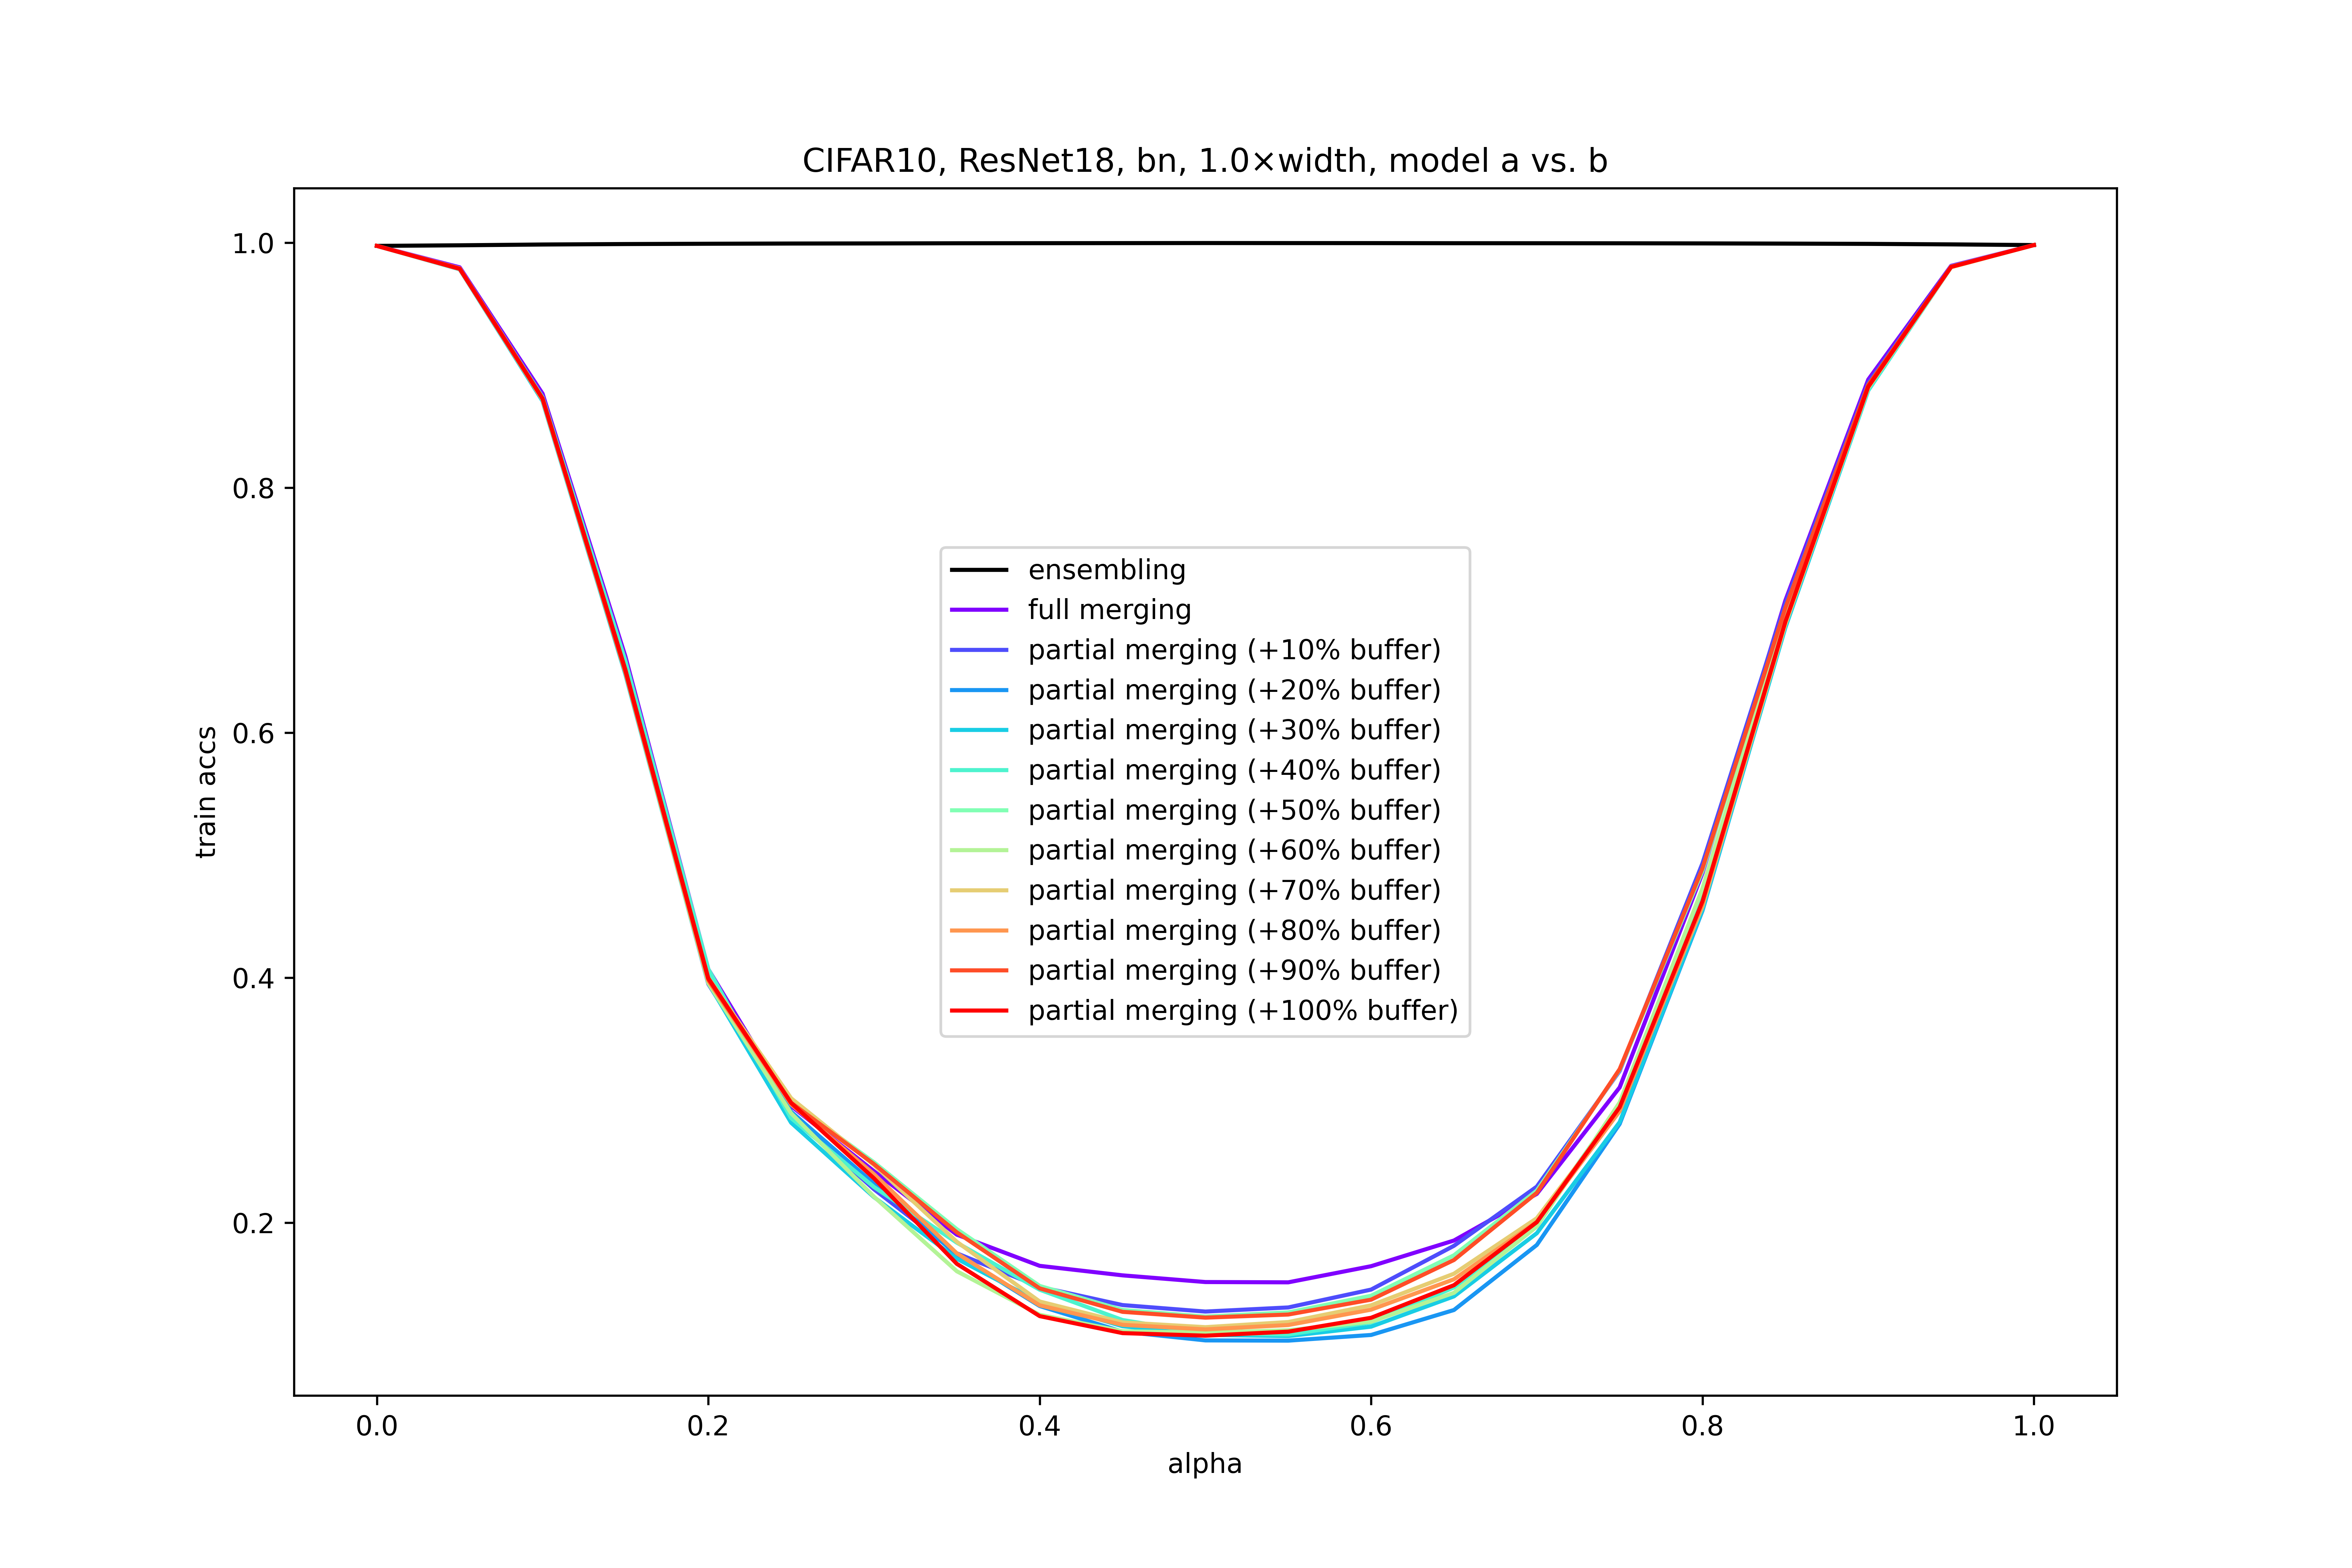 CIFAR10, ResNet18, bn, 1.0×width, model a vs. b
1.0
0.8
0.6
0.4
0.2
train accs
ensembling
full merging
partial merging (+10% buffer)
partial merging (+20% buffer)
partial merging (+30% buffer)
partial merging (+40% buffer)
partial merging (+50% buffer)
partial merging (+60% buffer)
partial merging (+70% buffer)
partial merging (+80% buffer)
partial merging (+90% buffer)
partial merging (+100% buffer)
0.0 0.2 0.4 0.6 0.8 1.0
alpha